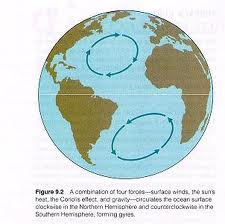 Figure 9.2 A combination of four forces—surface winds, the sun's
heat, the Coriolis effect, and gravity—circulates the ocean surface
clockwise in the Northern Hemisphere and counterclockwise in the
Southern Hemisphere, forming gyres.